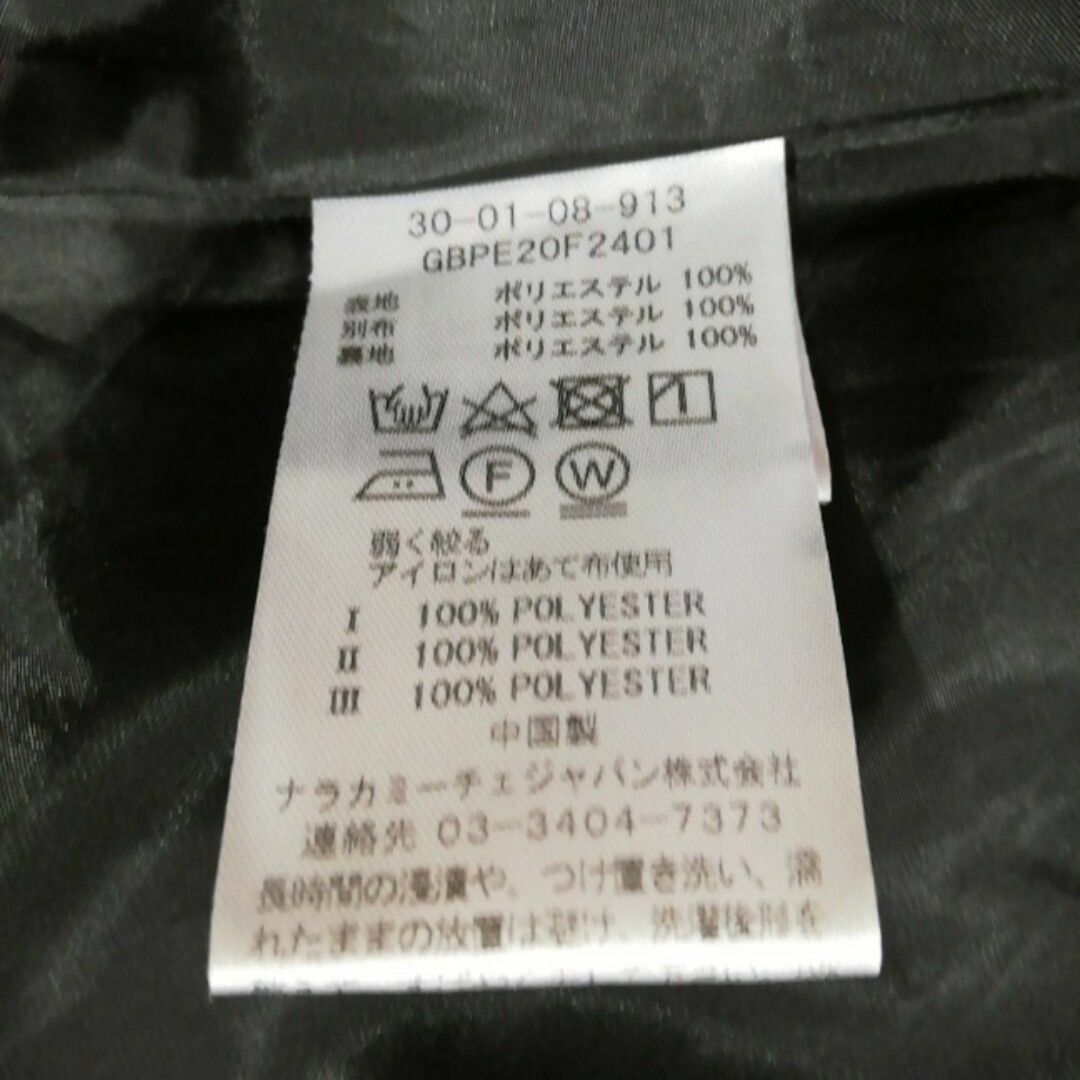 30-01-08-913
GBPE20F2401
表地 ポリエステル 100%
別布 ポリエステル 100%
裏地 ポリエステル 100%
F W
弱く絞る
アイロンはあて布使用
I 100% POLYESTER
II 100% POLYESTER
III 100% POLYESTER
中国製
ナラカミーチェジャパン株式会社
連絡先 03-3404-7373
長時間の浸漬や、つけ置き洗い、濡
れたままの放置は避け、洗濯後形を